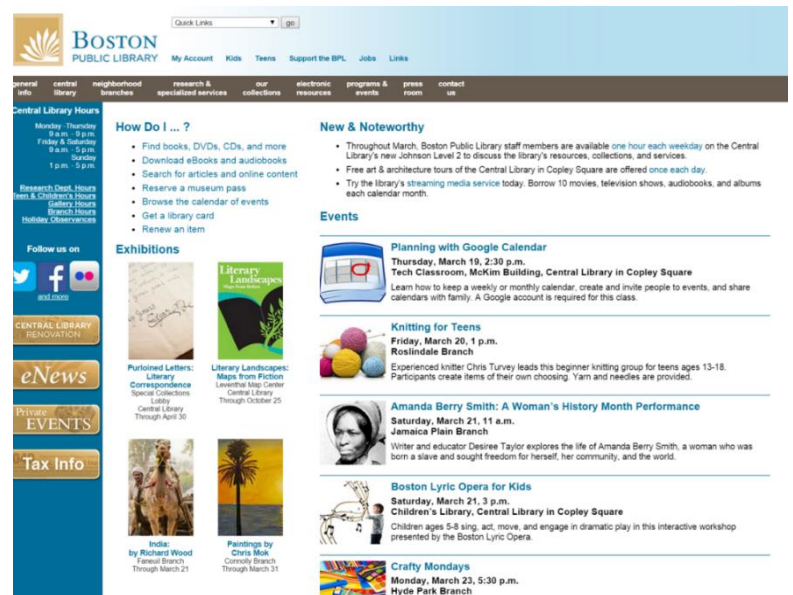 Quick Links
go
BOSTON
PUBLIC LIBRARY
My Account Kids Teens Support the BPL Jobs Links
general info
central library
neighborhood branches
research & specialized services
our collections
electronic resources
programs & events
press room
contact us
Central Library Hours
Monday -Thursday
9 a.m. - 9 p.m.
Friday & Saturday
9 a.m. - 5 p.m.
Sunday
1 p.m. - 5 p.m.
Research Dept. Hours
Teen & Children's Hours
Gallery Hours
Branch Hours
Holiday Observances
Follow us on
and more
CENTRAL LIBRARY
RENOVATION
eNews
Private
EVENTS
Tax Info
How Do I ... ?
Find books, DVDs, CDs, and more
Download eBooks and audiobooks
Search for articles and online content
Reserve a museum pass
Browse the calendar of events
Get a library card
Renew an item
Exhibitions
Purloined Letters:
Literary
Correspondence
Special Collections
Lobby
Central Library
Through April 30
Literary
Landscapes
Maps from Fiction
Literary Landscapes:
Maps from Fiction
Leventhal Map Center
Central Library
Through October 25
India:
by Richard Wood
Faneuil Branch
Through March 21
Paintings by
Chris Mok
Connolly Branch
Through March 31
New & Noteworthy
Throughout March, Boston Public Library staff members are available one hour each weekday on the Central
Library's new Johnson Level 2 to discuss the library's resources, collections, and services.
Free art & architecture tours of the Central Library in Copley Square are offered once each day.
Try the library's streaming media service today. Borrow 10 movies, television shows, audiobooks, and albums
each calendar month.
Events
Planning with Google Calendar
Thursday, March 19, 2:30 p.m.
Tech Classroom, McKim Building, Central Library in Copley Square
Learn how to keep a weekly or monthly calendar, create and invite people to events, and share
calendars with family. A Google account is required for this class.
Knitting for Teens
Friday, March 20, 1 p.m.
Roslindale Branch
Experienced knitter Chris Turvey leads this beginner knitting group for teens ages 13-18.
Participants create items of their own choosing. Yarn and needles are provided.
Amanda Berry Smith: A Woman's History Month Performance
Saturday, March 21, 11 a.m.
Jamaica Plain Branch
Writer and educator Desiree Taylor explores the life of Amanda Berry Smith, a woman who was
born a slave and sought freedom for herself, her community, and the world.
Boston Lyric Opera for Kids
Saturday, March 21, 3 p.m.
Children's Library, Central Library in Copley Square
Children ages 5-8 sing, act, move, and engage in dramatic play in this interactive workshop
presented by the Boston Lyric Opera.
Crafty Mondays
Monday, March 23, 5:30 p.m.
Hyde Park Branch